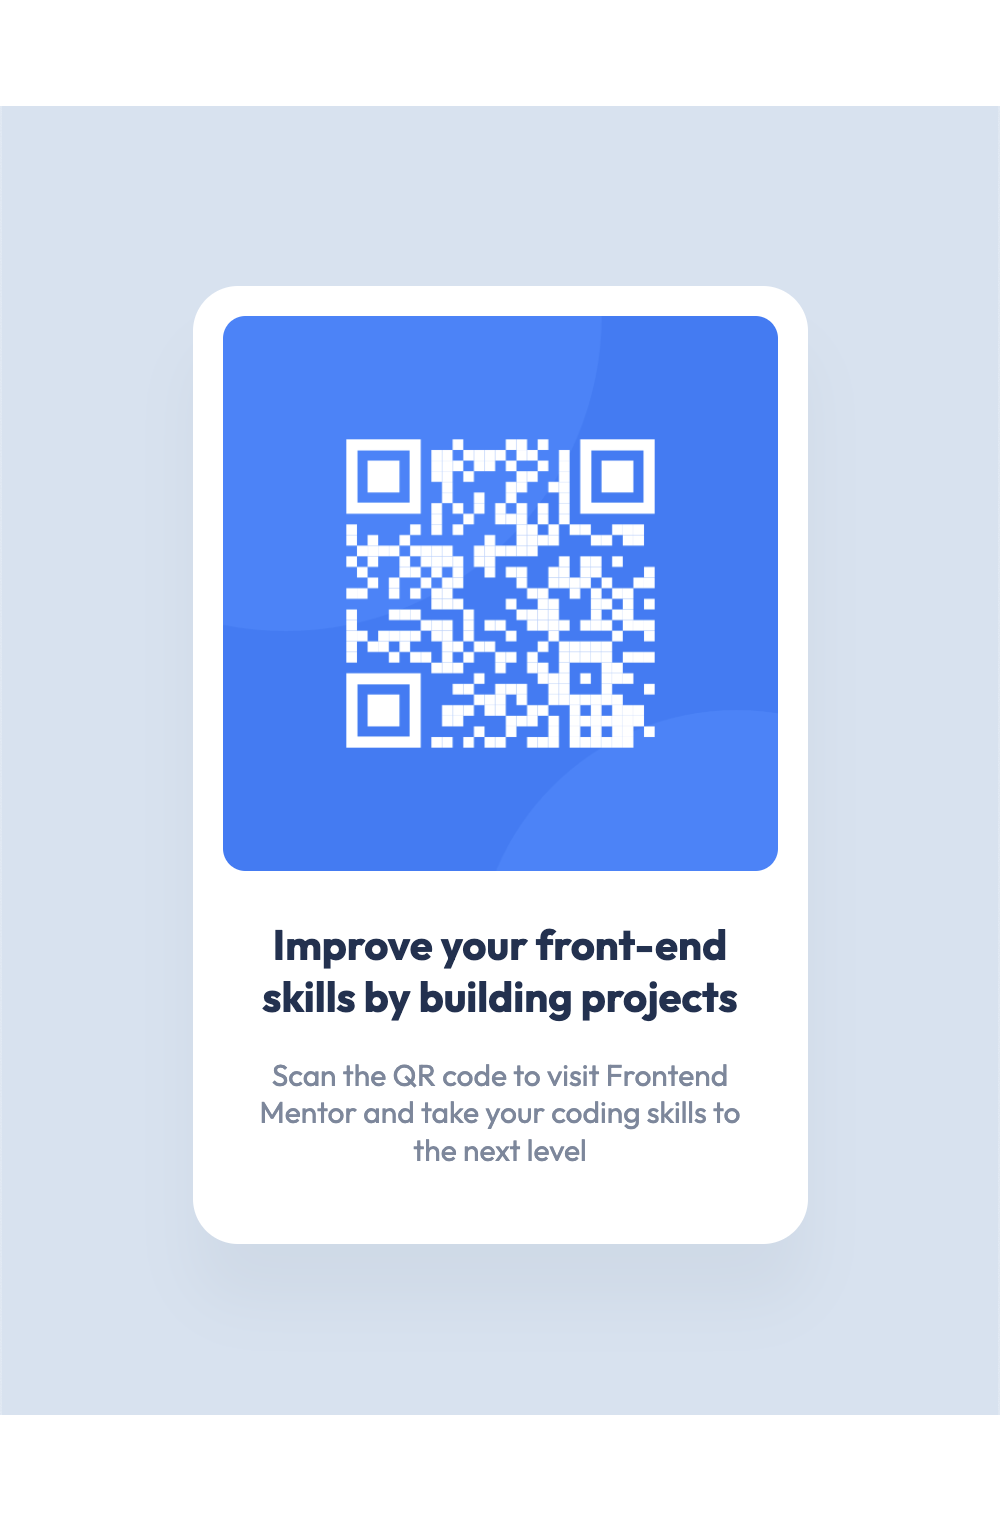 Improve your front-end
skills by building projects
Scan the QR code to visit Frontend
Mentor and take your coding skills to
the next level